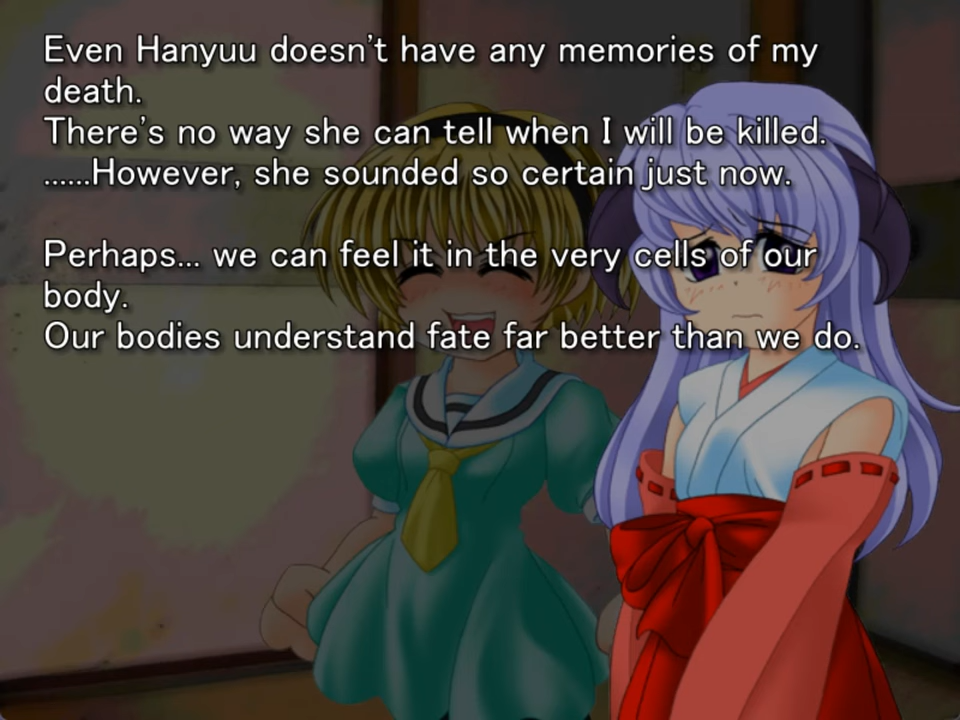 Even Hanyuu doesn't have any memories of my
death.
There's no way she can tell when I will be killed.
......However, she sounded so certain just now.
Perhaps... we can feel it in the very cells of our
body.
Our bodies understand fate far better than we do.